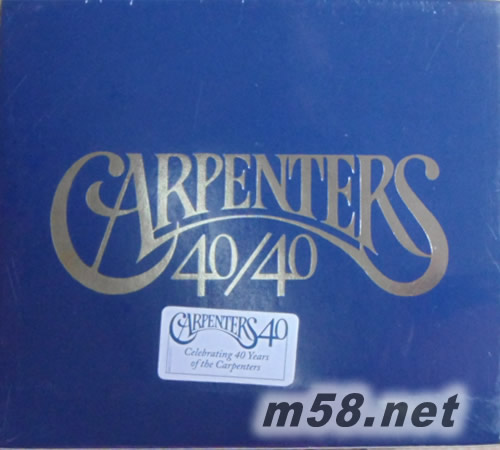 CARPENTERS
40/40
CARPENTERS 40
Celebrating 40 Years
of the Carpenters
m58.net